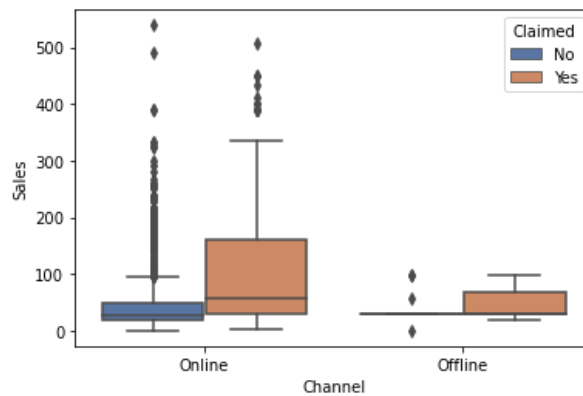 Claimed
No
Yes
500
400
300
200
100
0
Sales
Online
Offline
Channel